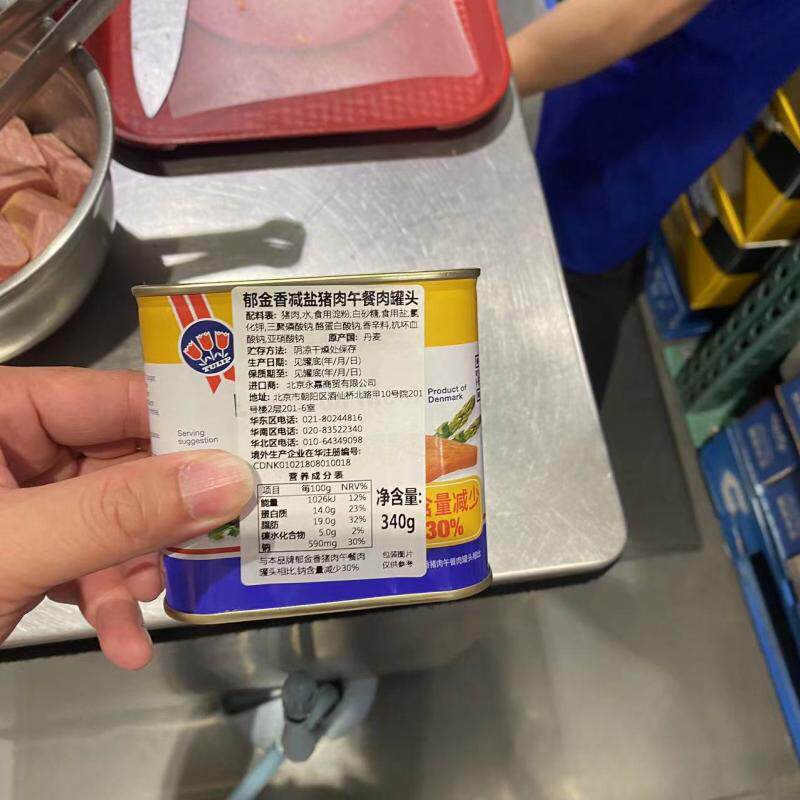 郁金香减盐猪肉午餐肉罐头
配料表: 猪肉,水,食用淀粉,白砂糖,食用盐,氯
化钾,三聚磷酸钠,酪蛋白酸钠,香辛料,抗坏血
酸钠,亚硝酸钠 原产国: 丹麦
贮存方法: 阴凉干燥处保存
生产日期: 见罐底(年/月/日)
保质期至: 见罐底(年/月/日)
进口商: 北京永嘉商贸有限公司
地址: 北京市朝阳区酒仙桥北路甲10号院201
号楼2层201-6室
华东区电话: 021-80244816
华南区电话: 020-83522340
华北区电话: 010-64349098
境外生产企业在华注册编号:
CDNK01021808010018
营养成分表
项目 每100g NRV%
能量 1026kJ 12%
蛋白质 14.0g 23%
脂肪 19.0g 32%
碳水化合物 5.0g 2%
钠 590mg 30%
净含量:
340g
与本品牌郁金香猪肉午餐肉
罐头相比,钠含量减少30%
包装图片
仅供参考
TULIP
Serving
suggestion
Product of
Denmark
含量减少
30%
猪肉午餐肉罐头相比